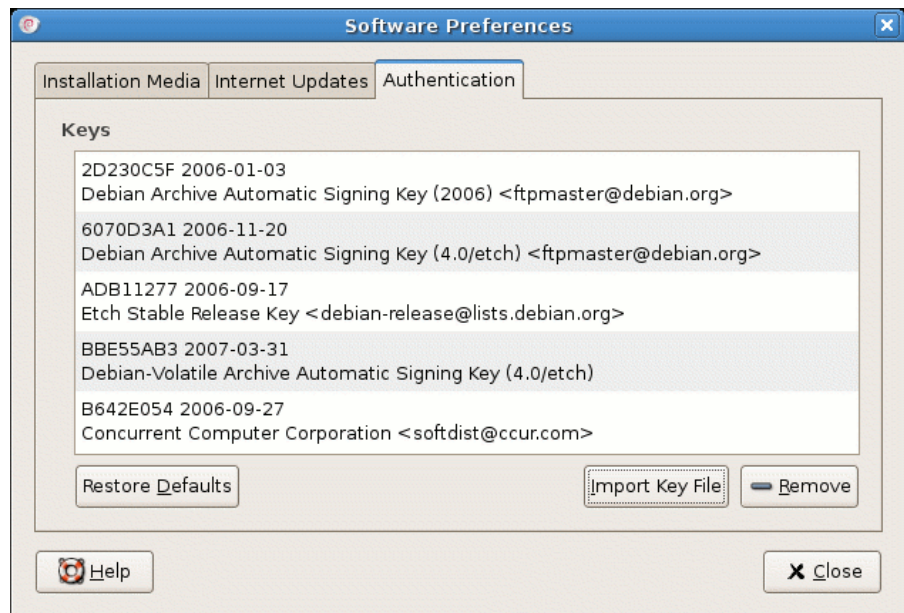 Software Preferences
Installation Media
Internet Updates
Authentication
Keys
2D230C5F 2006-01-03
Debian Archive Automatic Signing Key (2006) <ftpmaster@debian.org>
6070D3A1 2006-11-20
Debian Archive Automatic Signing Key (4.0/etch) <ftpmaster@debian.org>
ADB11277 2006-09-17
Etch Stable Release Key <debian-release@lists.debian.org>
BBE55AB3 2007-03-31
Debian-Volatile Archive Automatic Signing Key (4.0/etch)
B642E054 2006-09-27
Concurrent Computer Corporation <softdist@ccur.com>
Restore Defaults
Import Key File
Remove
Help
Close